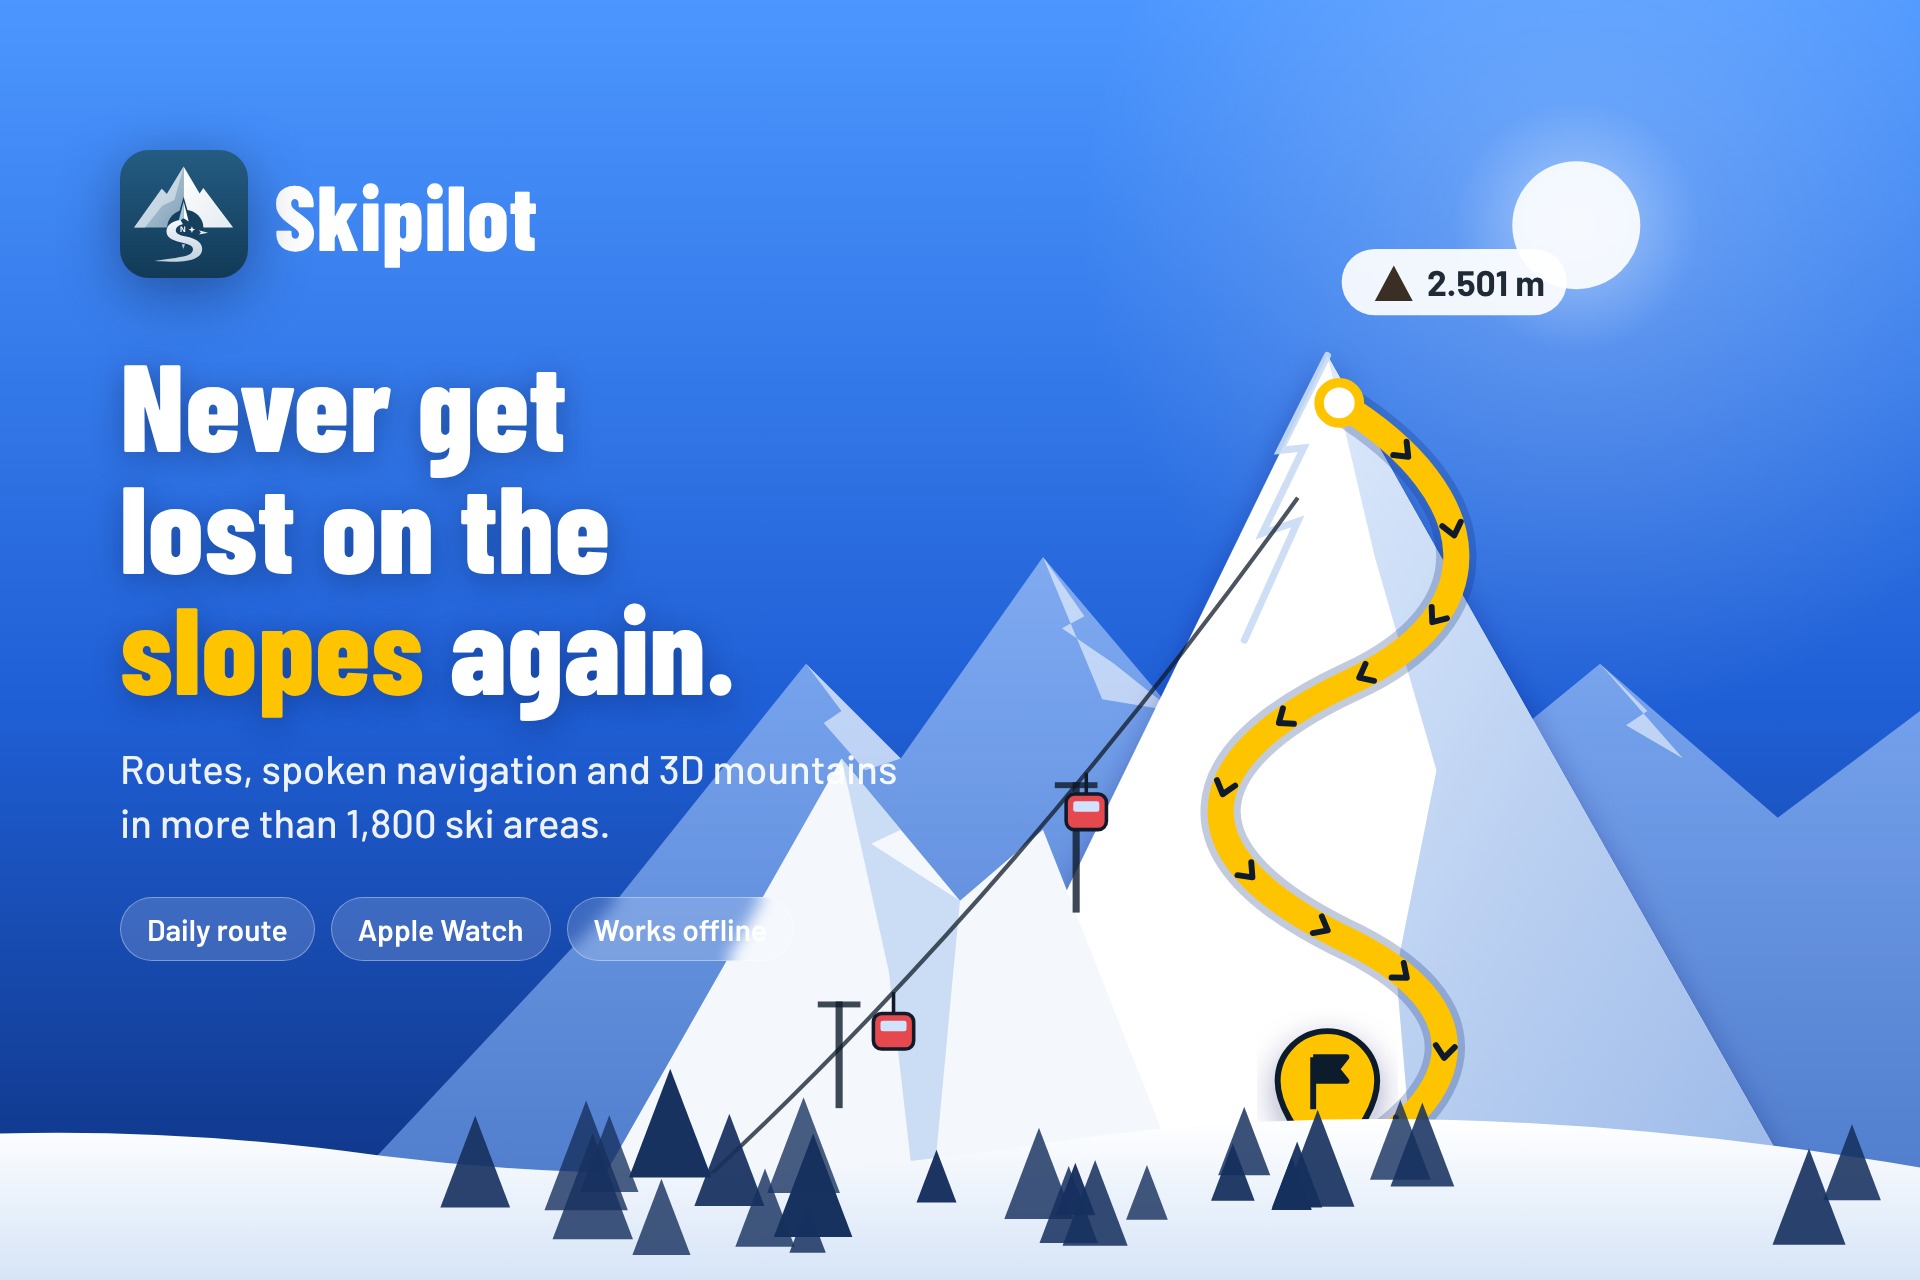 Skipilot
Never get
lost on the
slopes again.
Routes, spoken navigation and 3D mountains
in more than 1,800 ski areas.
Daily route
Apple Watch
Works offline
2.501 m
N